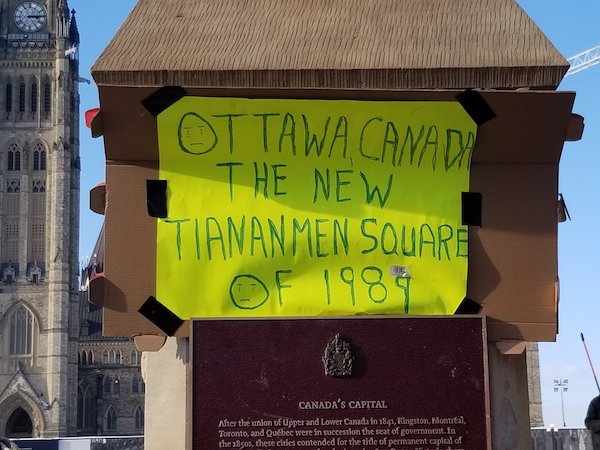 OTTAWA, CANADA
THE NEW
TIANANMEN SQUARE
OF 1989
CANADA'S CAPITAL
After the union of Upper and Lower Canada in 1841, Kingston, Montréal,
Toronto, and Québec were in succession the seat of government. In
the 1850s, these cities contended for the title of permanent capital of